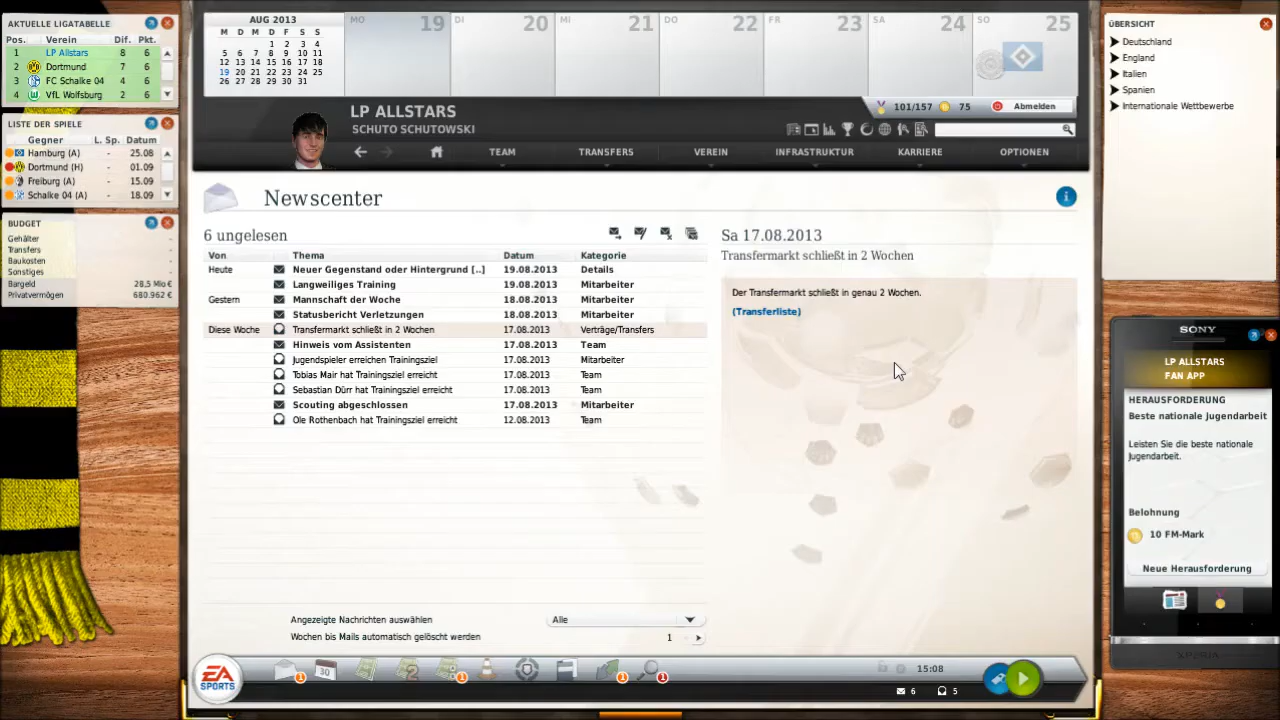 AKTUELLE LIGATABELLE
Pos. Verein Dif. Pkt.
1 LP Allstars 8 6
2 Dortmund 7 6
3 FC Schalke 04 4 6
4 VfL Wolfsburg 2 6
LISTE DER SPIELE
Gegner L. Sp. Datum
Hamburg (A) 25.08
Dortmund (H) 01.09
Freiburg (A) 15.09
Schalke 04 (A) - 18.09
BUDGET
Gehälter -
Transfers -
Baukosten -
Sonstiges -
Bargeld 28,5 Mio €
Privatvermögen 680.962 €
AUG 2013
M D M D F S S
1 2 3 4
5 6 7 8 9 10 11
12 13 14 15 16 17 18
19 20 21 22 23 24 25
26 27 28 29 30 31
MO 19
DI 20
MI 21
DO 22
FR 23
SA 24
SO 25
LP ALLSTARS
SCHUTO SCHUTOWSKI
101/157 75 Abmelden
TEAM TRANSFERS VEREIN INFRASTRUKTUR KARRIERE OPTIONEN
Newscenter
6 ungelesen
Von Thema Datum Kategorie
Heute Neuer Gegenstand oder Hintergrund [..] 19.08.2013 Details
Langweiliges Training 19.08.2013 Mitarbeiter
Gestern Mannschaft der Woche 18.08.2013 Mitarbeiter
Statusbericht Verletzungen 18.08.2013 Mitarbeiter
Diese Woche Transfermarkt schließt in 2 Wochen 17.08.2013 Verträge/Transfers
Hinweis vom Assistenten 17.08.2013 Team
Jugendspieler erreichen Trainingsziel 17.08.2013 Mitarbeiter
Tobias Mair hat Trainingsziel erreicht 17.08.2013 Team
Sebastian Dürr hat Trainingsziel erreicht 17.08.2013 Team
Scouting abgeschlossen 17.08.2013 Mitarbeiter
Ole Rothenbach hat Trainingsziel erreicht 12.08.2013 Team
Angezeigte Nachrichten auswählen Alle
Wochen bis Mails automatisch gelöscht werden 1
Sa 17.08.2013
Transfermarkt schließt in 2 Wochen
Der Transfermarkt schließt in genau 2 Wochen.
(Transferliste)
EA SPORTS
1 30 2 1 1 1
15:08
6 5
ÜBERSICHT
Deutschland
England
Italien
Spanien
Internationale Wettbewerbe
SONY
LP ALLSTARS
FAN APP
HERAUSFORDERUNG
Beste nationale Jugendarbeit
Leisten Sie die beste nationale
Jugendarbeit.
Belohnung
10 FM-Mark
Neue Herausforderung
XPERIA